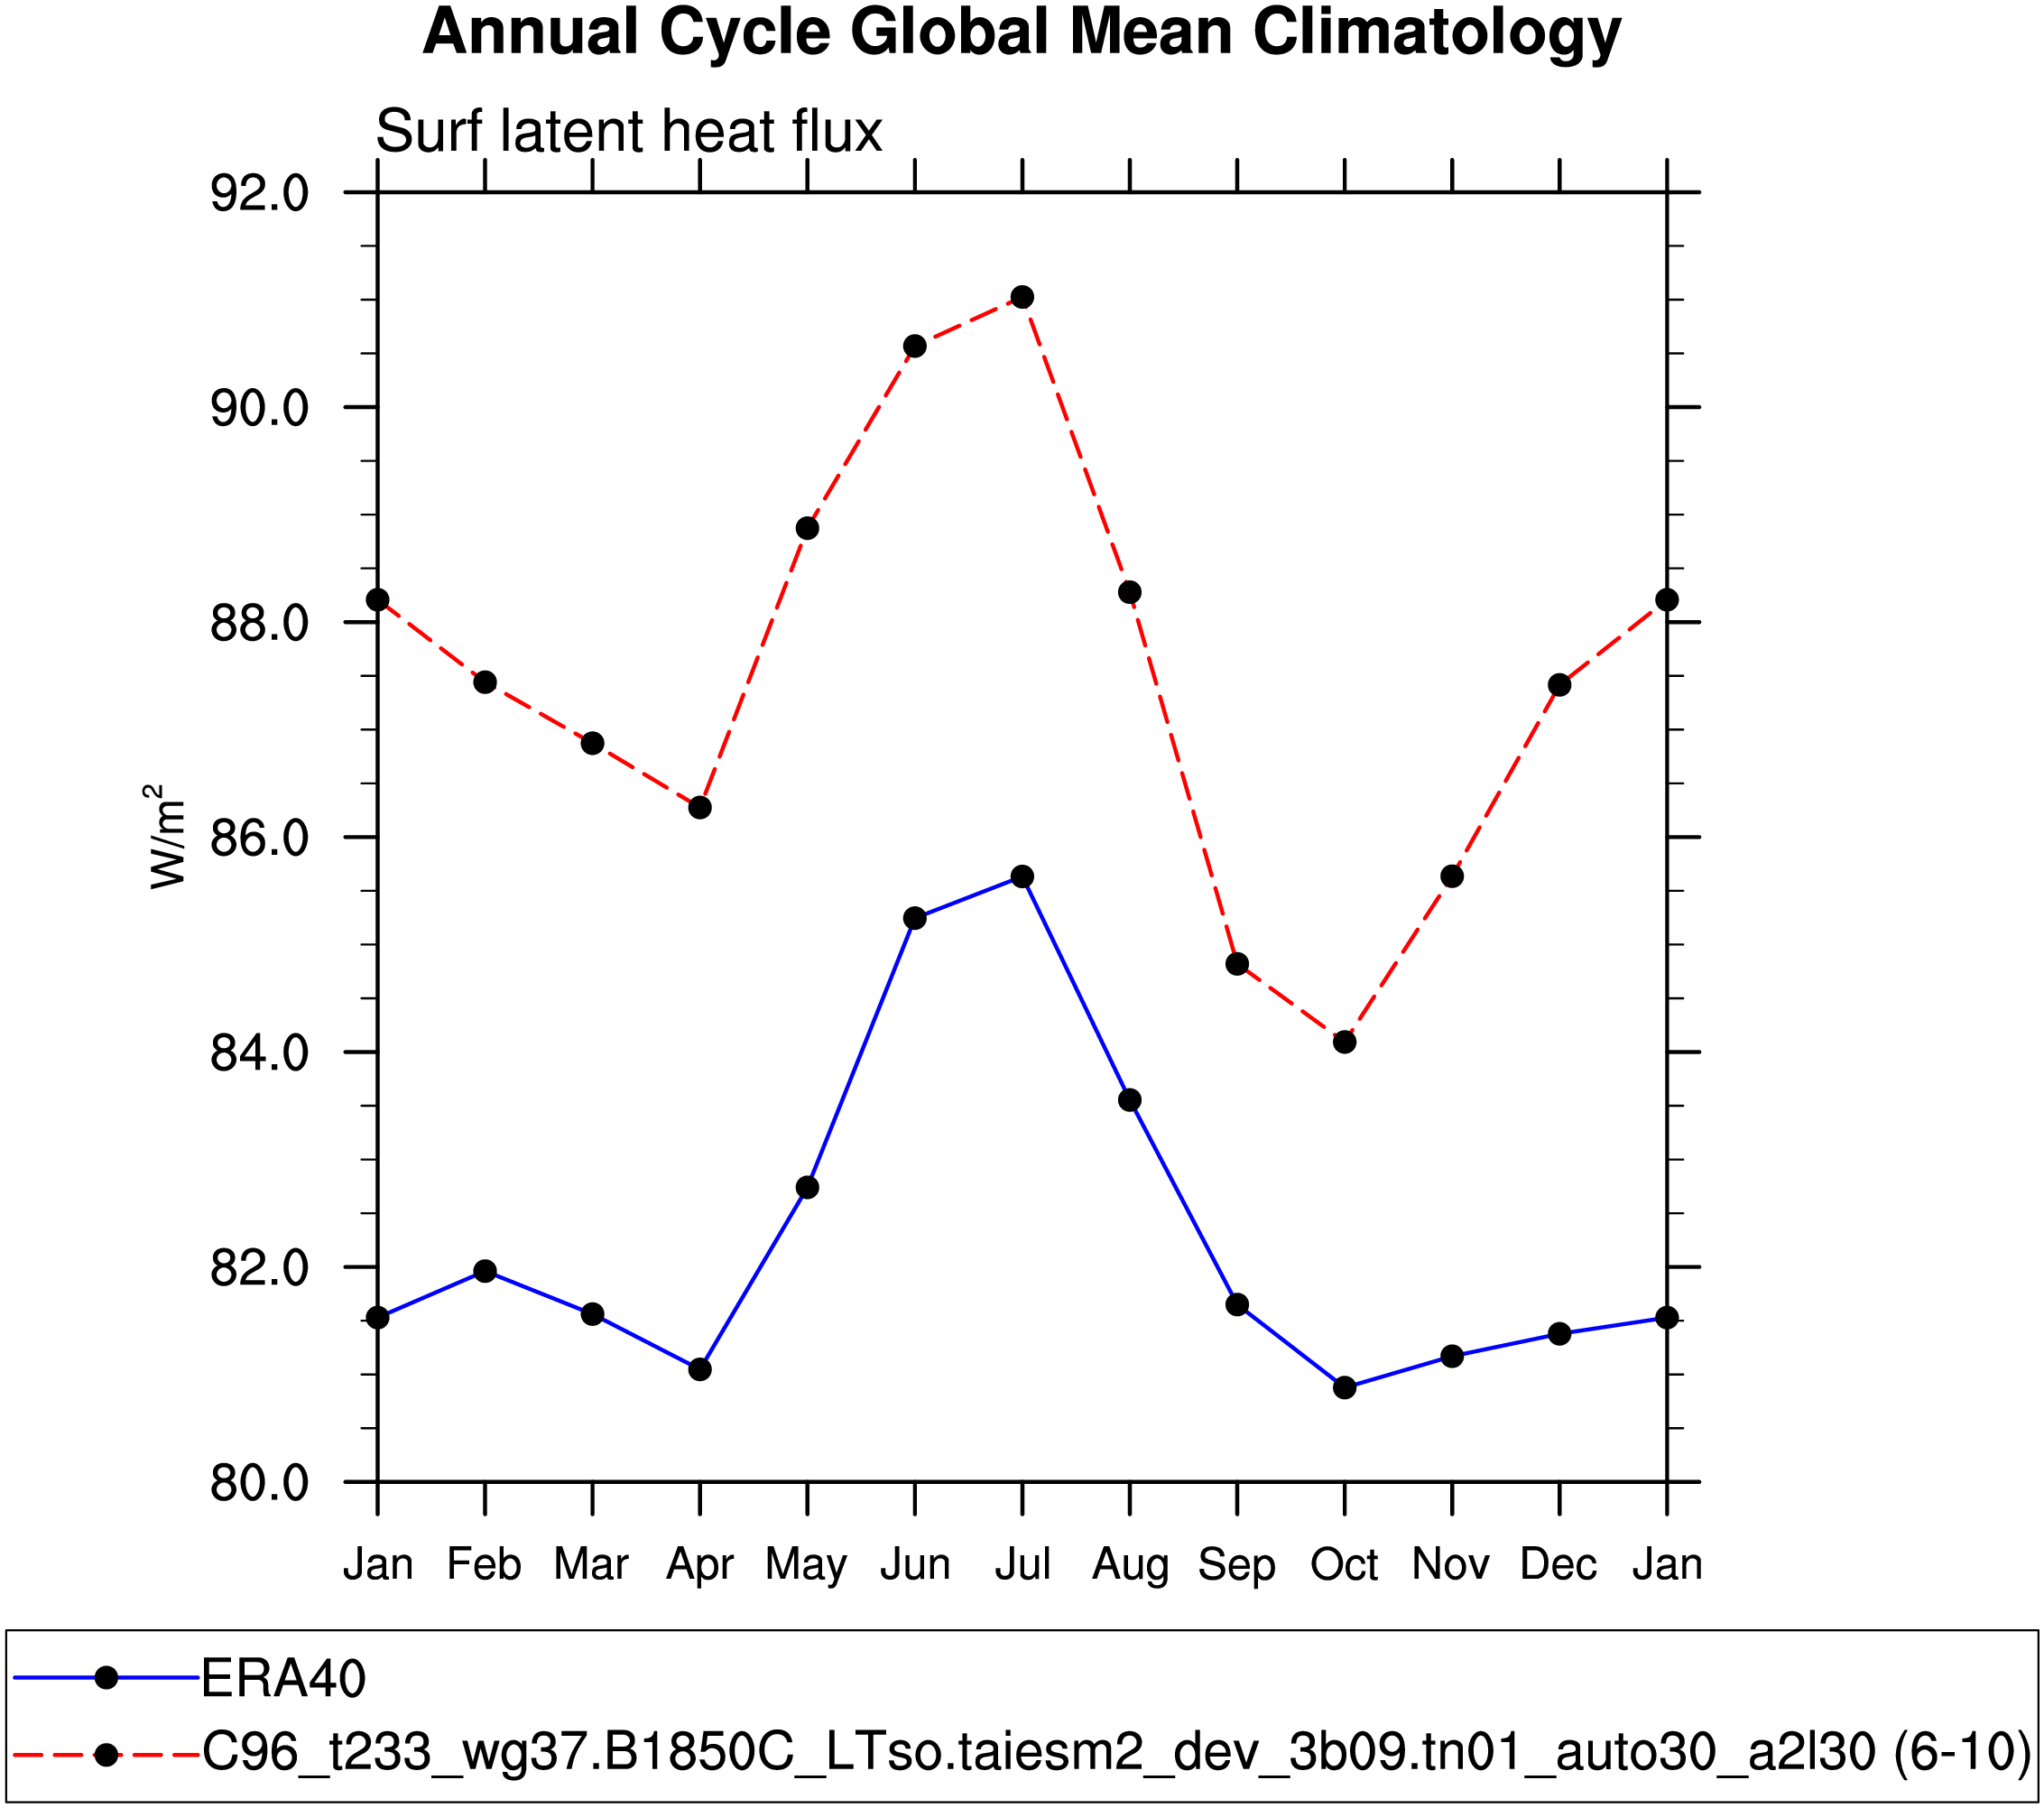 Annual Cycle Global Mean Climatology
Surf latent heat flux
92.0
90.0
88.0
86.0
84.0
82.0
80.0
W/m²
Jan Feb Mar Apr May Jun Jul Aug Sep Oct Nov Dec Jan
ERA40
C96_t233_wg37.B1850C_LTso.taiesm2_dev_3b09.tn01_auto30_a2l30 (6-10)